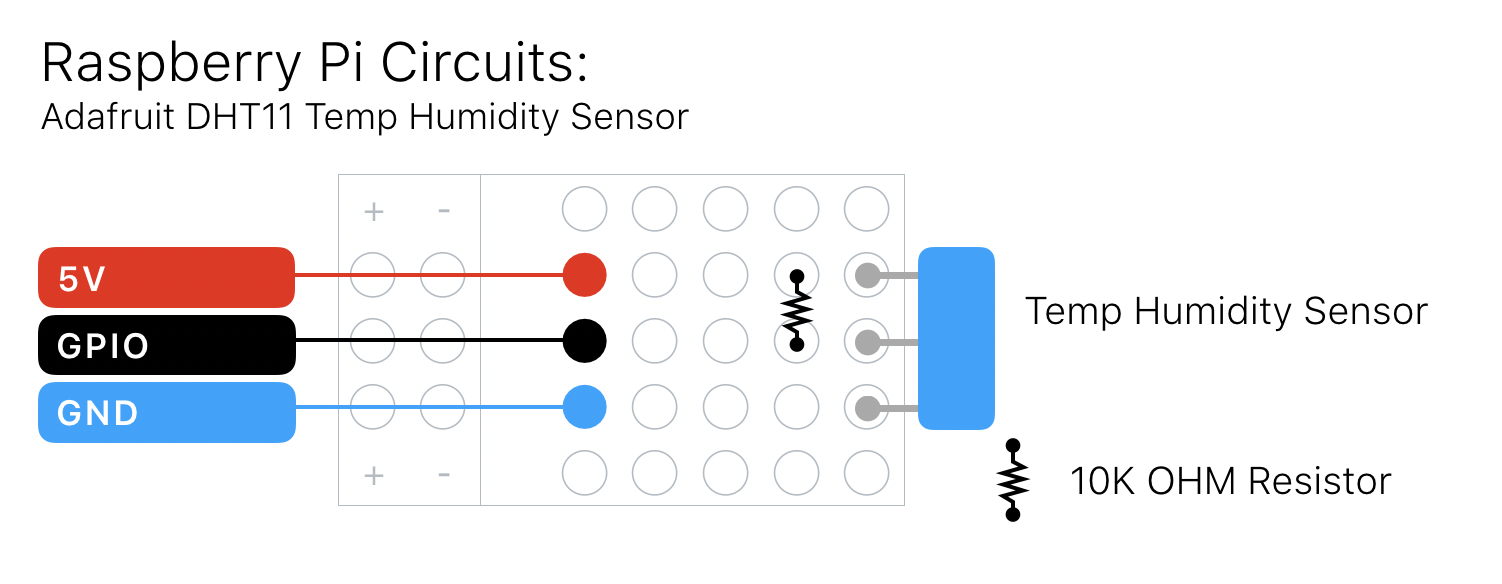 Raspberry Pi Circuits:
Adafruit DHT11 Temp Humidity Sensor
+ -
5V
GPIO
GND
Temp Humidity Sensor
+ -
10K OHM Resistor